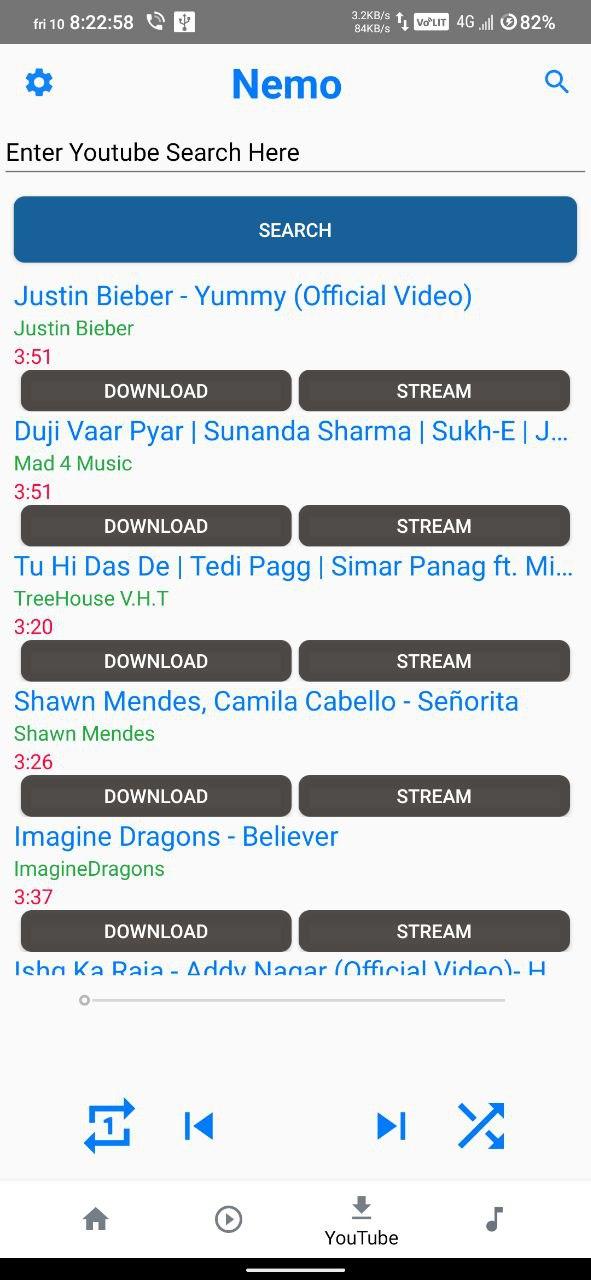 fri 10 8:22:58 3.2KB/s 84KB/s VoLIT 4G 82%
Nemo
Enter Youtube Search Here
SEARCH
Justin Bieber - Yummy (Official Video)
Justin Bieber
3:51
DOWNLOAD STREAM
Duji Vaar Pyar | Sunanda Sharma | Sukh-E | J...
Mad 4 Music
3:51
DOWNLOAD STREAM
Tu Hi Das De | Tedi Pagg | Simar Panag ft. Mi...
TreeHouse V.H.T
3:20
DOWNLOAD STREAM
Shawn Mendes, Camila Cabello - Señorita
Shawn Mendes
3:26
DOWNLOAD STREAM
Imagine Dragons - Believer
ImagineDragons
3:37
DOWNLOAD STREAM
Ishq Ka Raja - Addy Nagar (Official Video)- H
1
YouTube